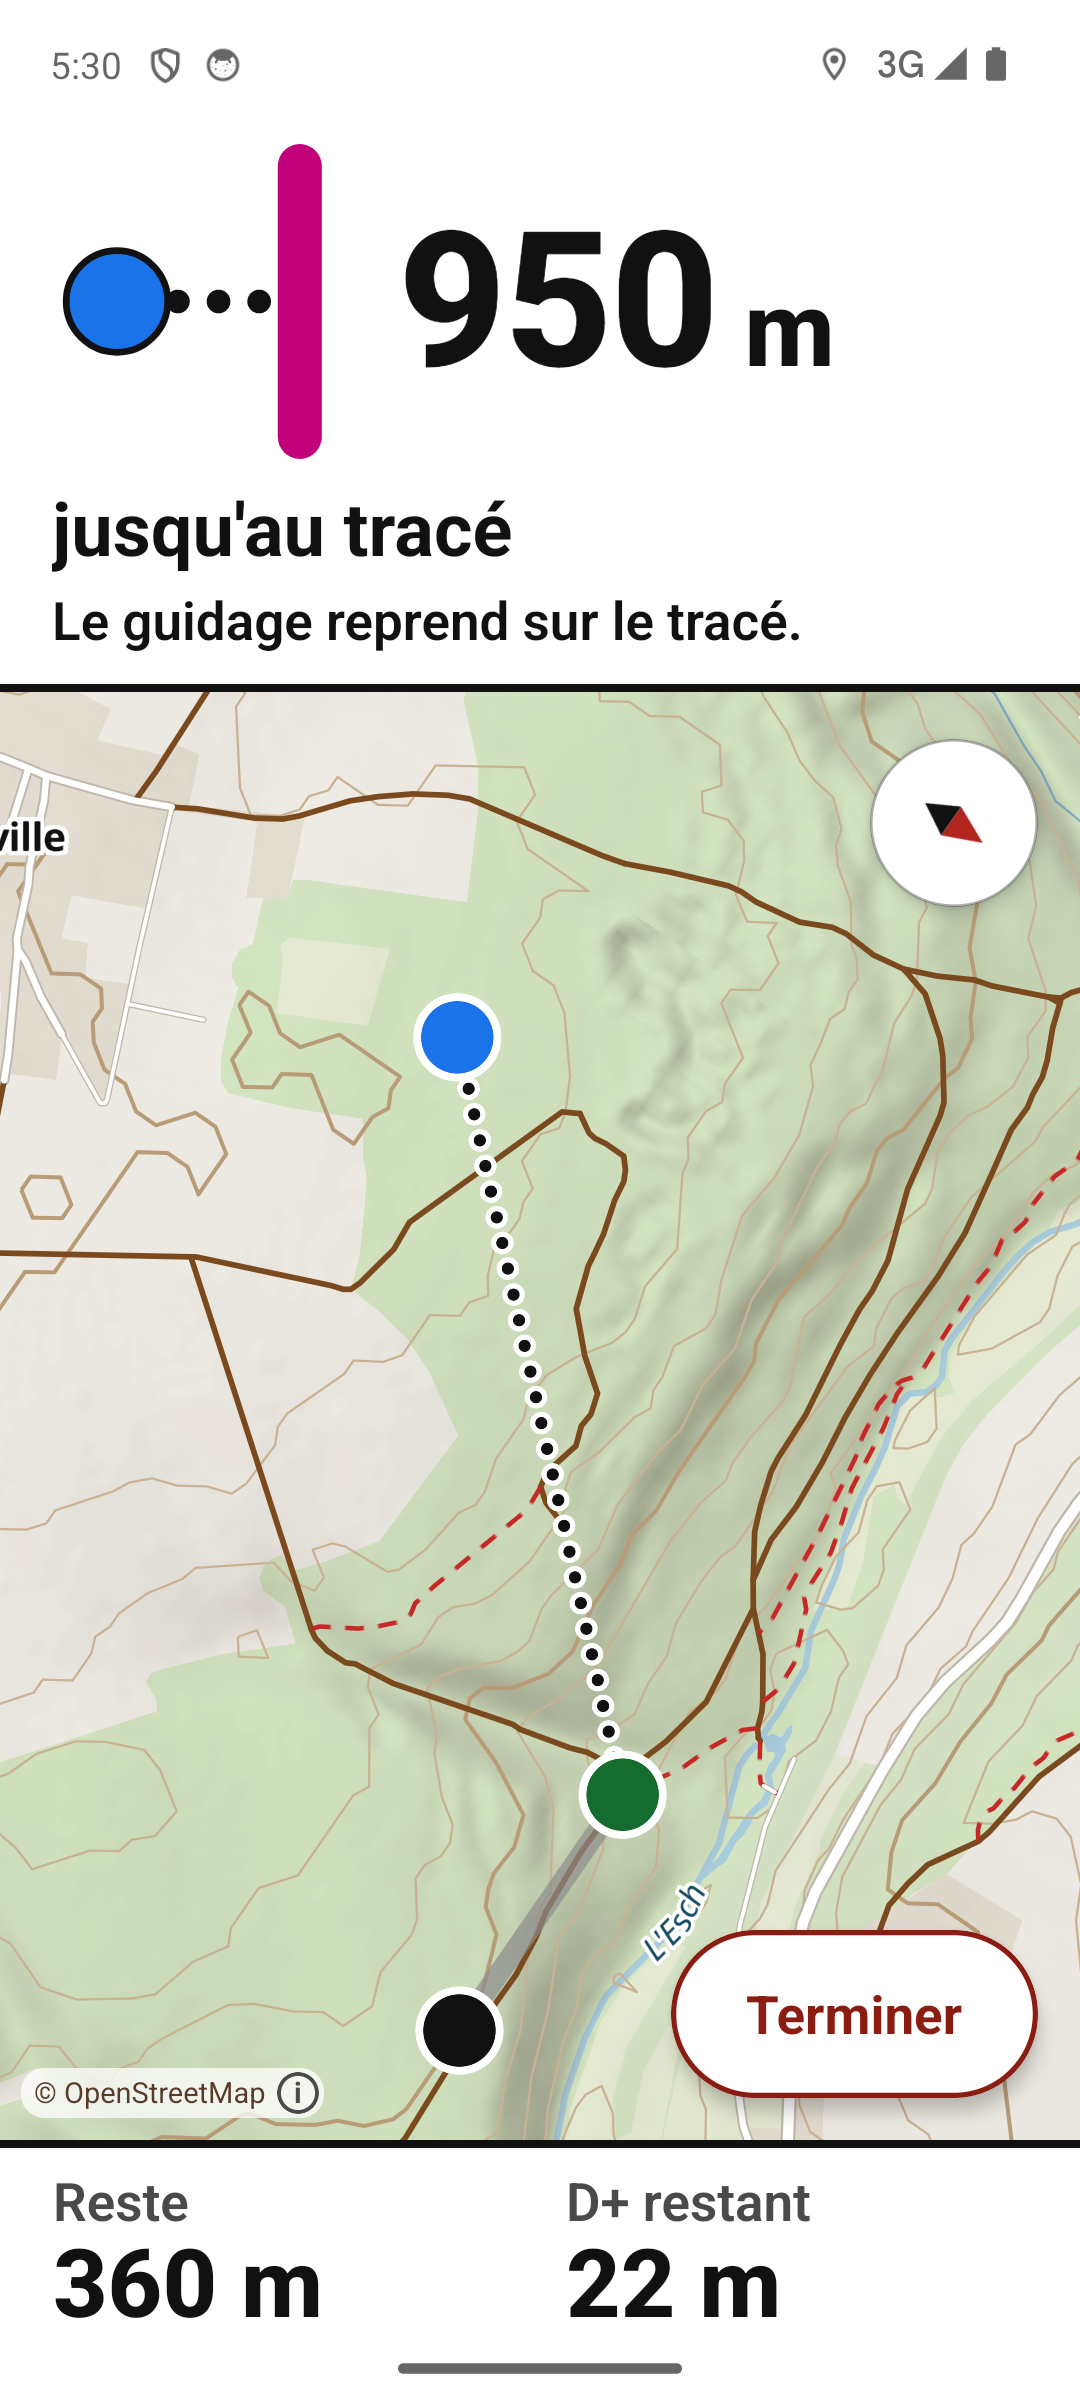 5:30
3G
950 m
jusqu'au tracé
Le guidage reprend sur le tracé.
ville
L'Esch
Terminer
© OpenStreetMap i
Reste
D+ restant
360 m
22 m